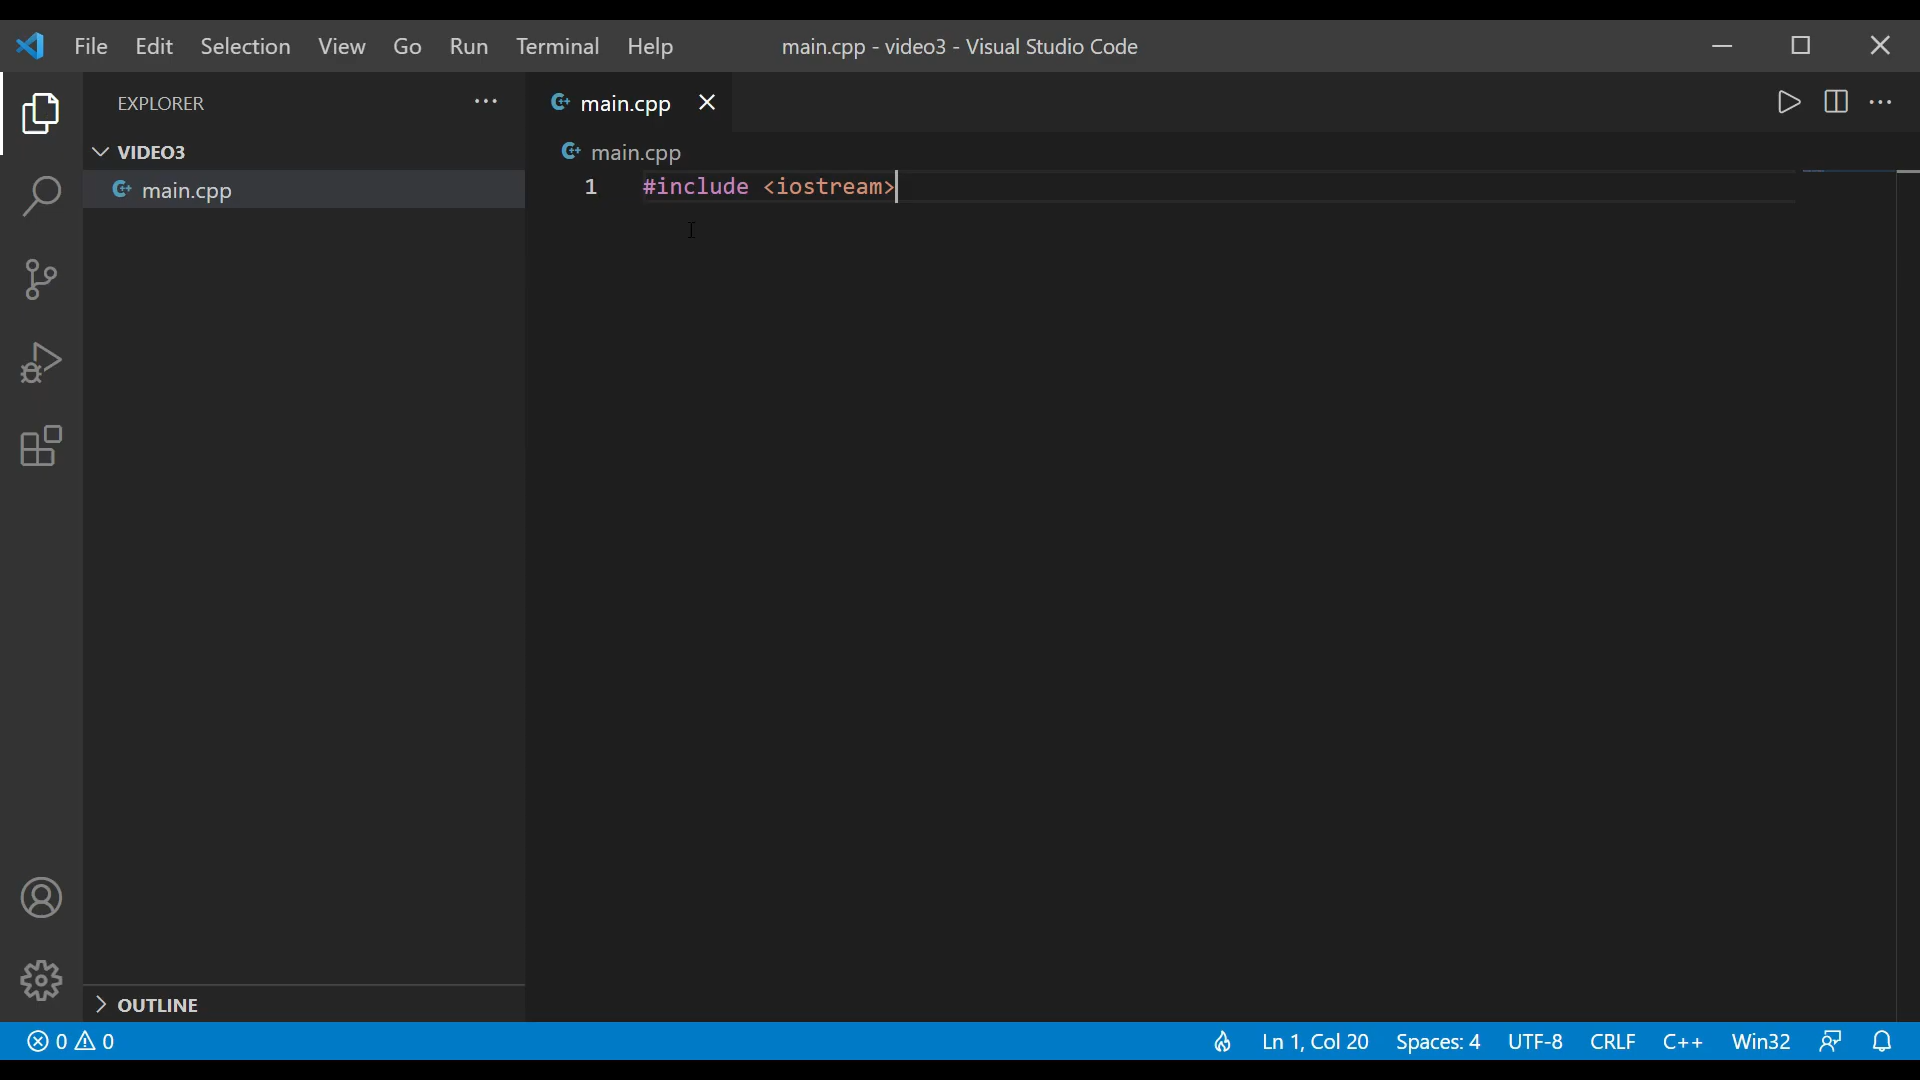 File Edit Selection View Go Run Terminal Help main.cpp - video3 - Visual Studio Code
EXPLORER
main.cpp
VIDEO3
main.cpp
main.cpp
1 #include <iostream>
OUTLINE
0 0 Ln 1, Col 20 Spaces: 4 UTF-8 CRLF C++ Win32